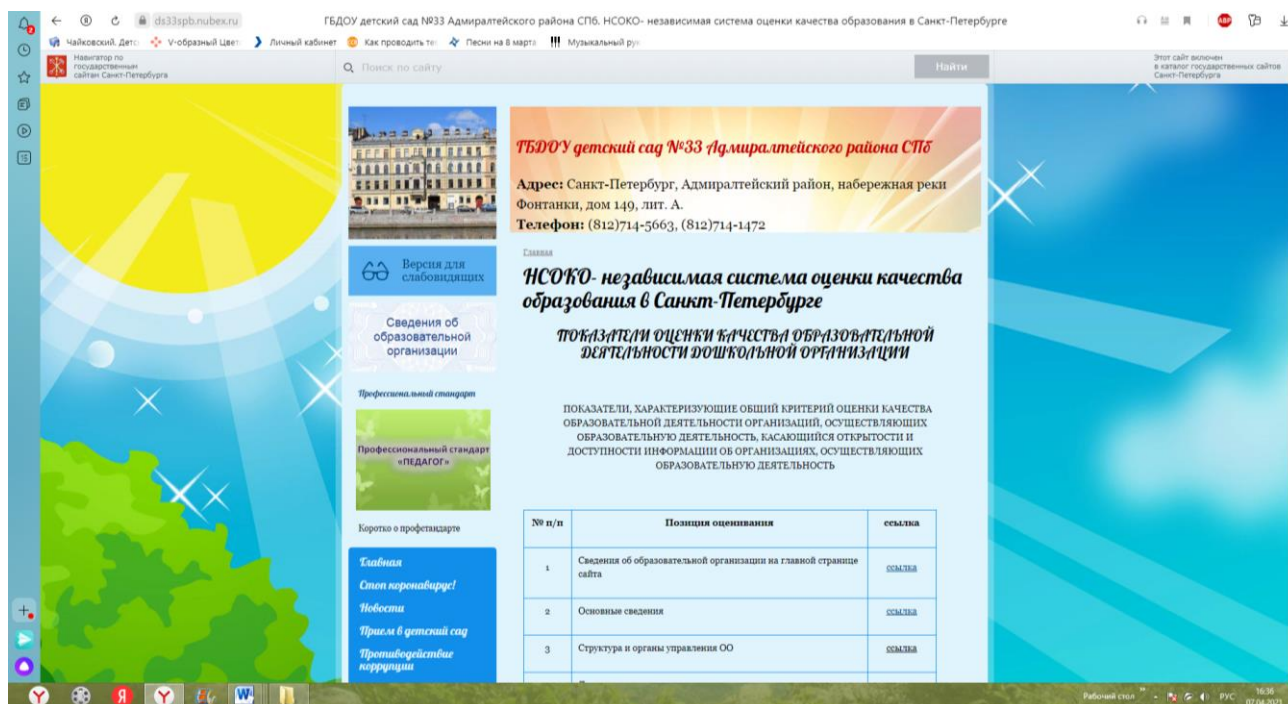 ds33spb.nubex.ru
ГБДОУ детский сад №33 Адмиралтейского района СПб. НСОКО- независимая система оценки качества образования в Санкт-Петербурге
ABP
Чайковский. Детс
V-образный Цвет
Личный кабинет
Как проводить те
Песни на 8 марта
Музыкальный рук
Навигатор по
государственным
сайтам Санкт-Петербурга
Поиск по сайту
Найти
Этот сайт включен
в каталог государственных сайтов
Санкт-Петербурга
ГБДОУ детский сад №33 Адмиралтейского района СПб
Адрес: Санкт-Петербург, Адмиралтейский район, набережная реки
Фонтанки, дом 149, лит. А.
Телефон: (812)714-5663, (812)714-1472
Версия для
слабовидящих
Сведения об
образовательной
организации
Профессиональный стандарт
Профессиональный стандарт
«ПЕДАГОГ»
Коротко о профстандарте
Главная
Стоп коронавирус!
Новости
Прием в детский сад
Противодействие
коррупции
Главная
НСОКО- независимая система оценки качества
образования в Санкт-Петербурге
ПОКАЗАТЕЛИ ОЦЕНКИ КАЧЕСТВА ОБРАЗОВАТЕЛЬНОЙ
ДЕЯТЕЛЬНОСТИ ДОШКОЛЬНОЙ ОРГАНИЗАЦИИ
ПОКАЗАТЕЛИ, ХАРАКТЕРИЗУЮЩИЕ ОБЩИЙ КРИТЕРИЙ ОЦЕНКИ КАЧЕСТВА
ОБРАЗОВАТЕЛЬНОЙ ДЕЯТЕЛЬНОСТИ ОРГАНИЗАЦИЙ, ОСУЩЕСТВЛЯЮЩИХ
ОБРАЗОВАТЕЛЬНУЮ ДЕЯТЕЛЬНОСТЬ, КАСАЮЩИЙСЯ ОТКРЫТОСТИ И
ДОСТУПНОСТИ ИНФОРМАЦИИ ОБ ОРГАНИЗАЦИЯХ, ОСУЩЕСТВЛЯЮЩИХ
ОБРАЗОВАТЕЛЬНУЮ ДЕЯТЕЛЬНОСТЬ
№ п/п Позиция оценивания ссылка
1 Сведения об образовательной организации на главной странице
сайта ссылка
2 Основные сведения ссылка
3 Структура и органы управления ОО ссылка
Рабочий стол
РУС
16:36
07.04.2021